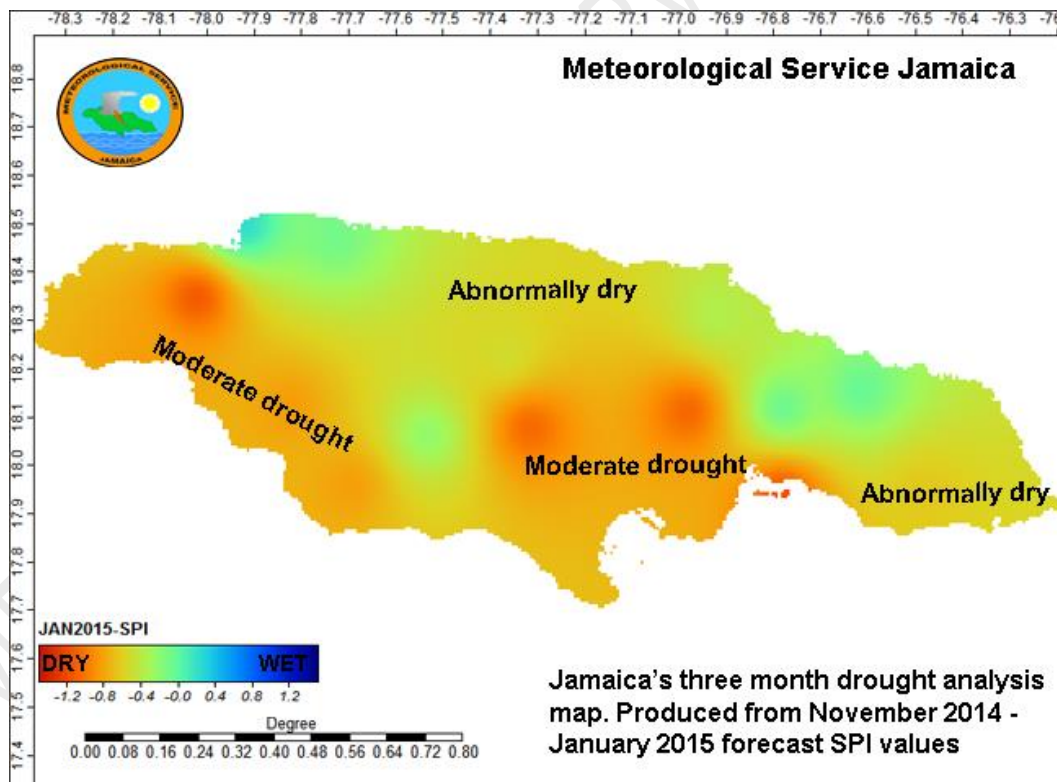 -78.3 -78.2 -78.1 -78.0 -77.9 -77.8 -77.7 -77.6 -77.5 -77.4 -77.3 -77.2 -77.1 -77.0 -76.9 -76.8 -76.7 -76.6 -76.5 -76.4 -76.3
Meteorological Service Jamaica
METEOROLOGICAL SERVICE
JAMAICA
18.8
18.7
18.6
18.5
18.4
18.3
18.2
18.1
18.0
17.9
17.8
17.7
17.6
17.5
17.4
Abnormally dry
Moderate drought
Moderate drought
Abnormally dry
JAN2015-SPI
DRY WET
-1.2 -0.8 -0.4 -0.0 0.4 0.8 1.2
Degree
0.00 0.08 0.16 0.24 0.32 0.40 0.48 0.56 0.64 0.72 0.80
Jamaica's three month drought analysis
map. Produced from November 2014 -
January 2015 forecast SPI values